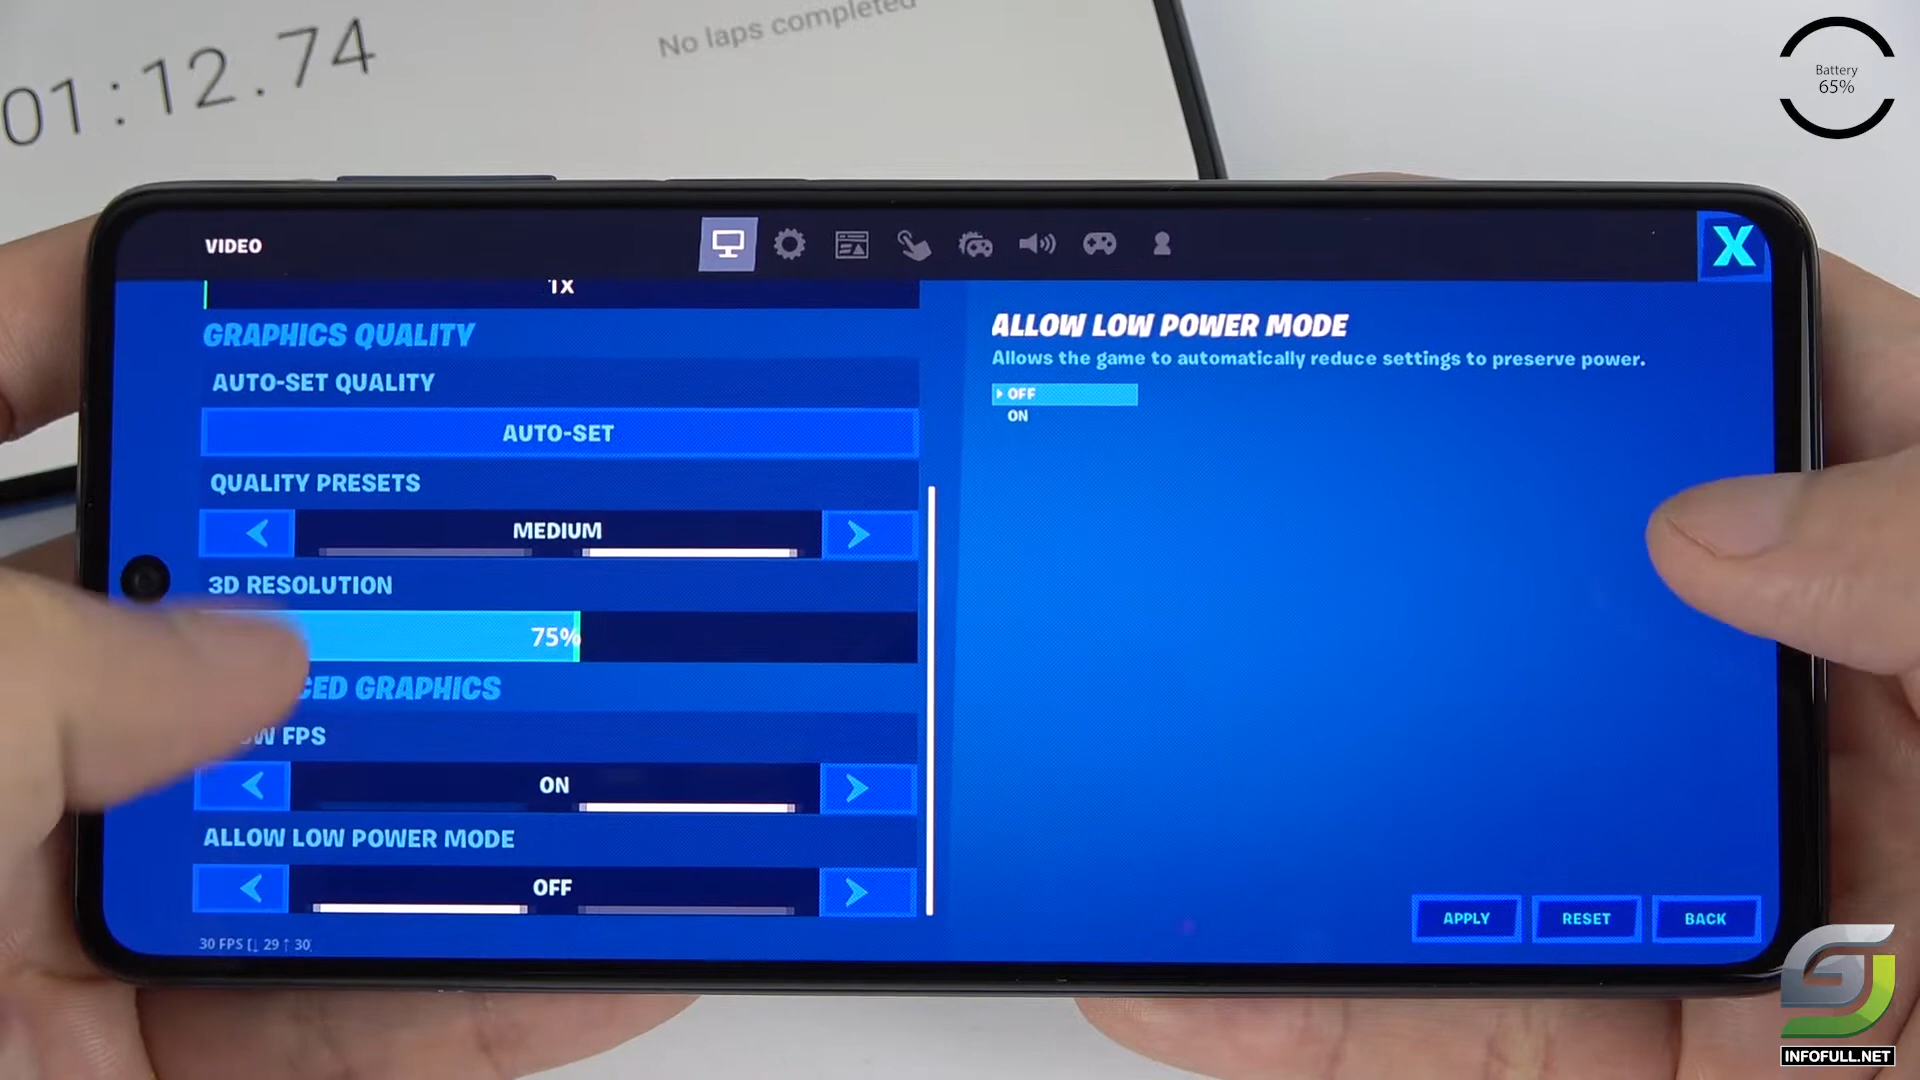 01:12.74
No laps completed
Battery
65%
VIDEO
X
1X
GRAPHICS QUALITY
AUTO-SET QUALITY
AUTO-SET
QUALITY PRESETS
MEDIUM
3D RESOLUTION
75%
CED GRAPHICS
W FPS
ON
ALLOW LOW POWER MODE
OFF
30 FPS [↓ 29 ↑ 30]
ALLOW LOW POWER MODE
Allows the game to automatically reduce settings to preserve power.
OFF
ON
APPLY
RESET
BACK
INFOFULL.NET